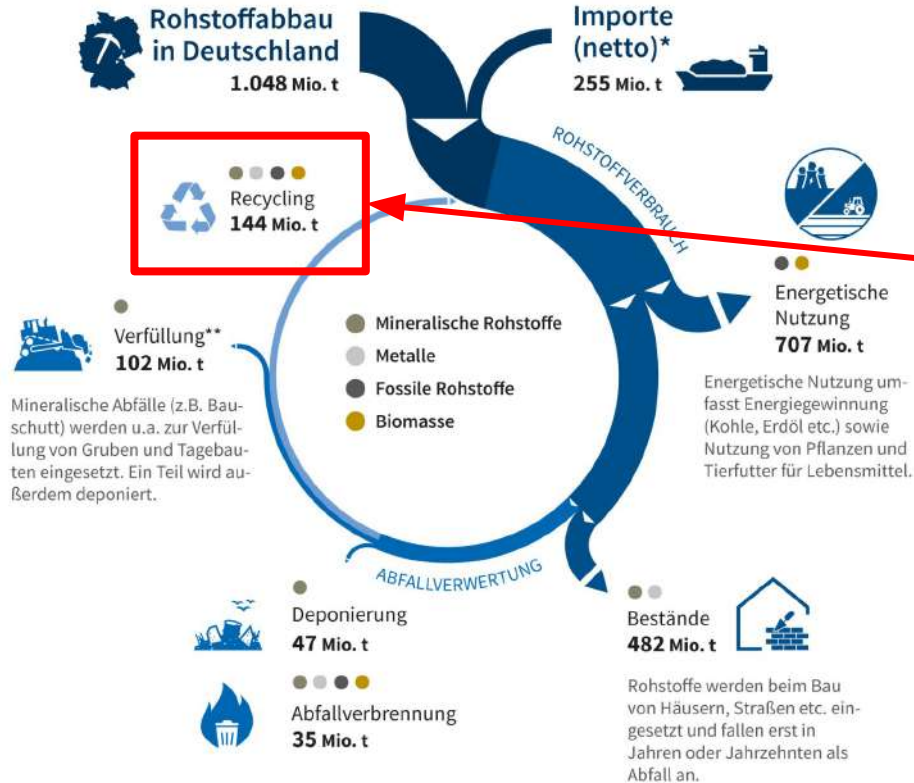 Rohstoffabbau
in Deutschland
1.048 Mio. t
Importe
(netto)*
255 Mio. t
ROHSTOFFVERBRAUCH
Recycling
144 Mio. t
Energetische
Nutzung
707 Mio. t
Energetische Nutzung um-
fasst Energiegewinnung
(Kohle, Erdöl etc.) sowie
Nutzung von Pflanzen und
Tierfutter für Lebensmittel.
Verfüllung**
102 Mio. t
Mineralische Abfälle (z.B. Bau-
schutt) werden u.a. zur Verfül-
lung von Gruben und Tagebau-
ten eingesetzt. Ein Teil wird au-
ßerdem deponiert.
Mineralische Rohstoffe
Metalle
Fossile Rohstoffe
Biomasse
ABFALLVERWERTUNG
Deponierung
47 Mio. t
Abfallverbrennung
35 Mio. t
Bestände
482 Mio. t
Rohstoffe werden beim Bau
von Häusern, Straßen etc. ein-
gesetzt und fallen erst in
Jahren oder Jahrzehnten als
Abfall an.